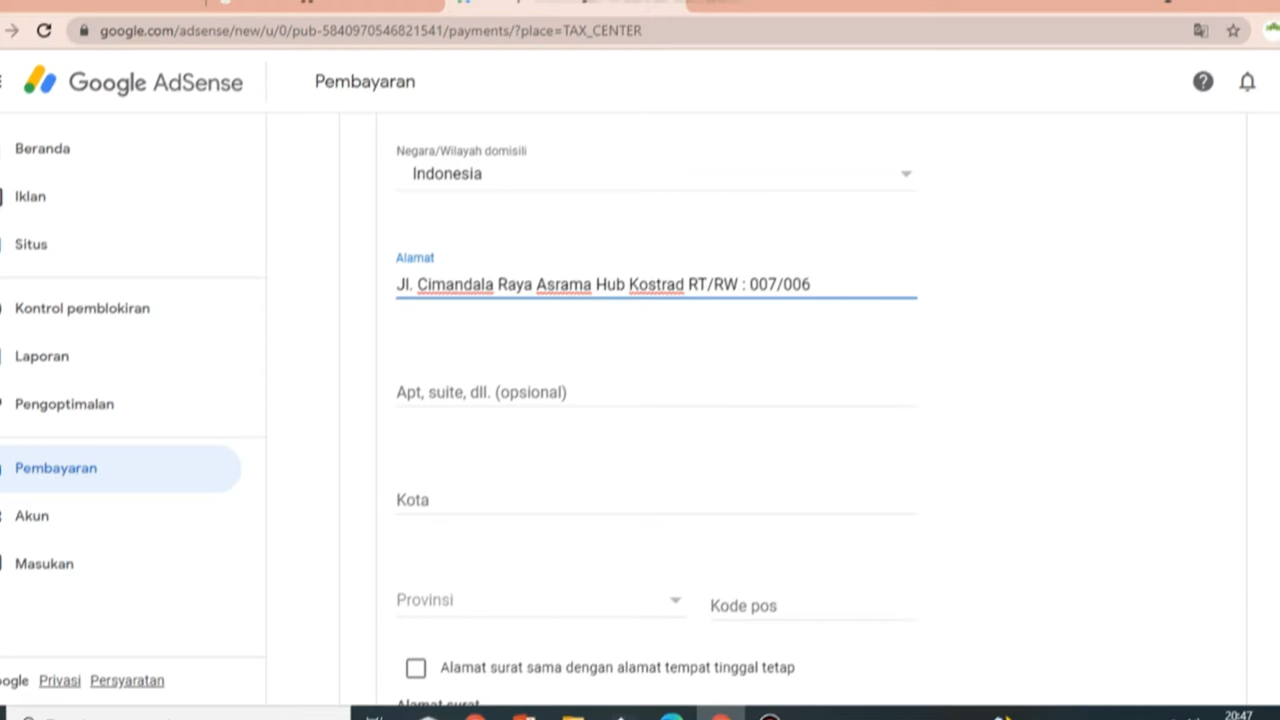 google.com/adsense/new/u/0/pub-5840970546821541/payments/?place=TAX_CENTER
Google AdSense
Pembayaran
Beranda
Iklan
Situs
Kontrol pemblokiran
Laporan
Pengoptimalan
Pembayaran
Akun
Masukan
Privasi Persyaratan
Negara/Wilayah domisili
Indonesia
Alamat
Jl. Cimandala Raya Asrama Hub Kostrad RT/RW : 007/006
Apt, suite, dll. (opsional)
Kota
Provinsi
Kode pos
Alamat surat sama dengan alamat tempat tinggal tetap
Alamat surat
20:47